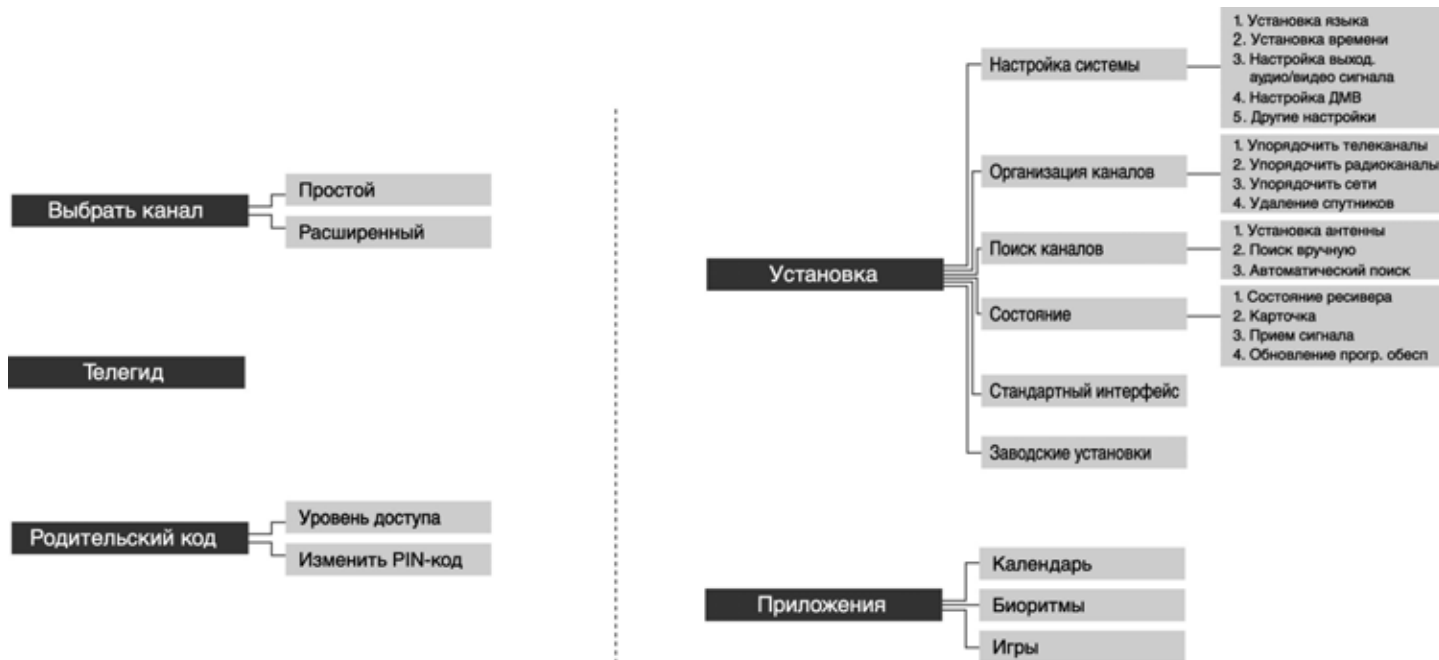 Выбрать канал
Простой
Расширенный
Телегид
Родительский код
Уровень доступа
Изменить PIN-код
Установка
Настройка системы
1. Установка языка
2. Установка времени
3. Настройка выход.
аудио/видео сигнала
4. Настройка ДМВ
5. Другие настройки
Организация каналов
1. Упорядочить телеканалы
2. Упорядочить радиоканалы
3. Упорядочить сети
4. Удаление спутников
Поиск каналов
1. Установка антенны
2. Поиск вручную
3. Автоматический поиск
Состояние
1. Состояние ресивера
2. Карточка
3. Прием сигнала
4. Обновление прогр. обесп
Стандартный интерфейс
Заводские установки
Приложения
Календарь
Биоритмы
Игры